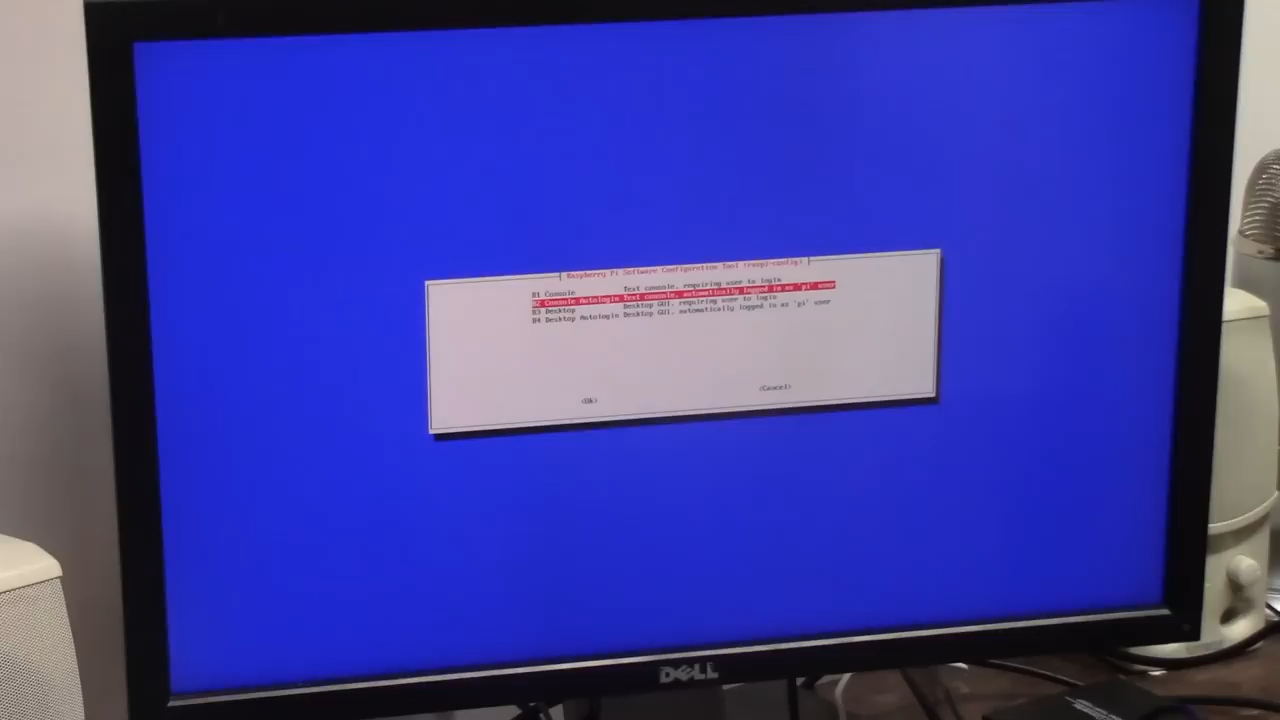 Raspberry Pi Software Configuration Tool (raspi-config)
B1 Console Text console, requiring user to login
B2 Console Autologin Text console, automatically logged in as 'pi' user
B3 Desktop Desktop GUI, requiring user to login
B4 Desktop Autologin Desktop GUI, automatically logged in as 'pi' user
<Ok> <Cancel>
DELL